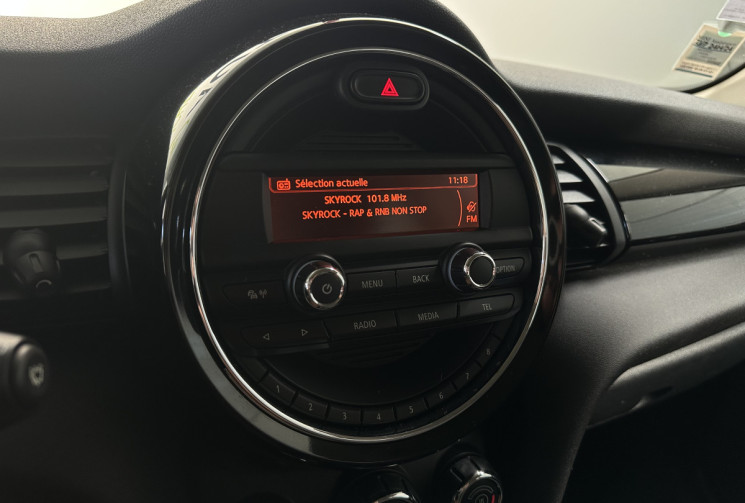 Sélection actuelle 11:18
SKYROCK 101.8 MHz
SKYROCK - RAP & RNB NON STOP
FM
MENU BACK OPTION
RADIO MEDIA TEL
1 2 3 4 5 6 7 8